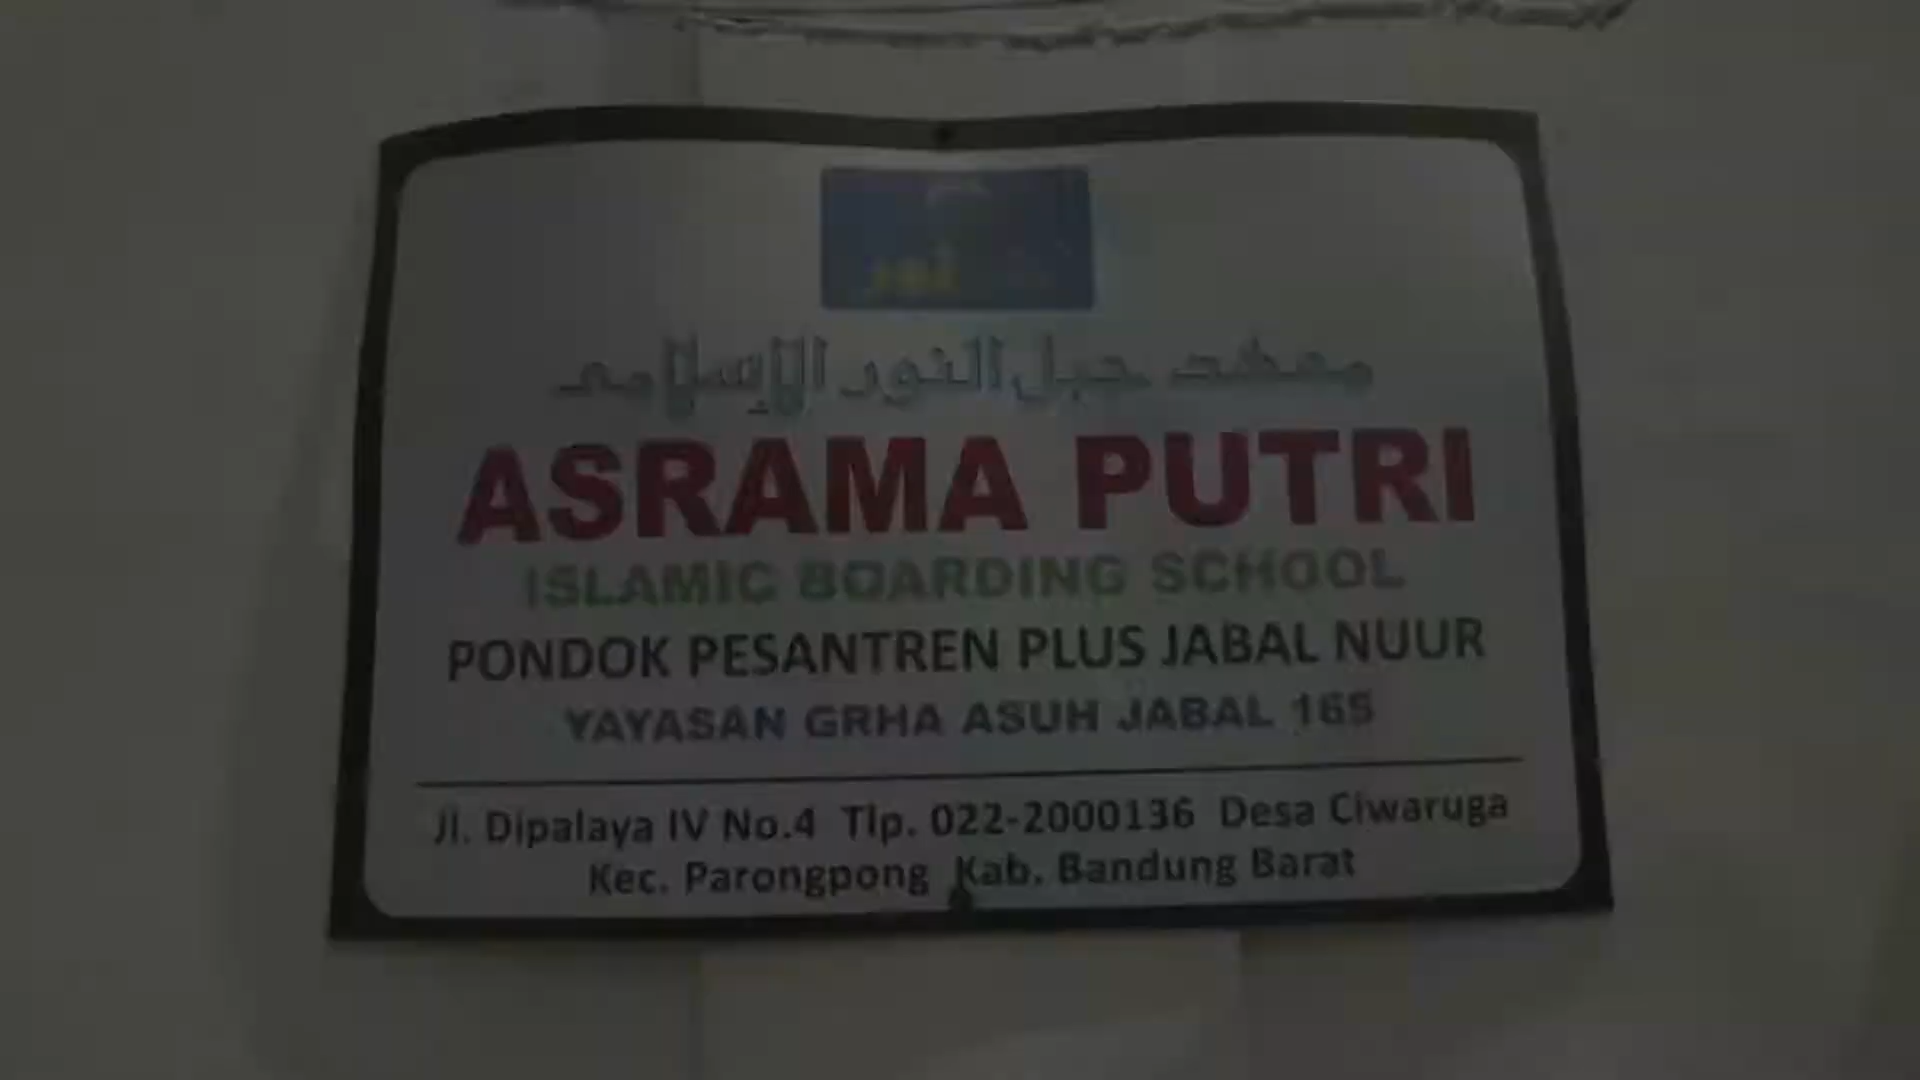 نور
معهد جبل النور الإسلامي
ASRAMA PUTRI
ISLAMIC BOARDING SCHOOL
PONDOK PESANTREN PLUS JABAL NUUR
YAYASAN GRHA ASUH JABAL 165
Jl. Dipalaya IV No.4 Tlp. 022-2000136 Desa Ciwaruga
Kec. Parongpong Kab. Bandung Barat